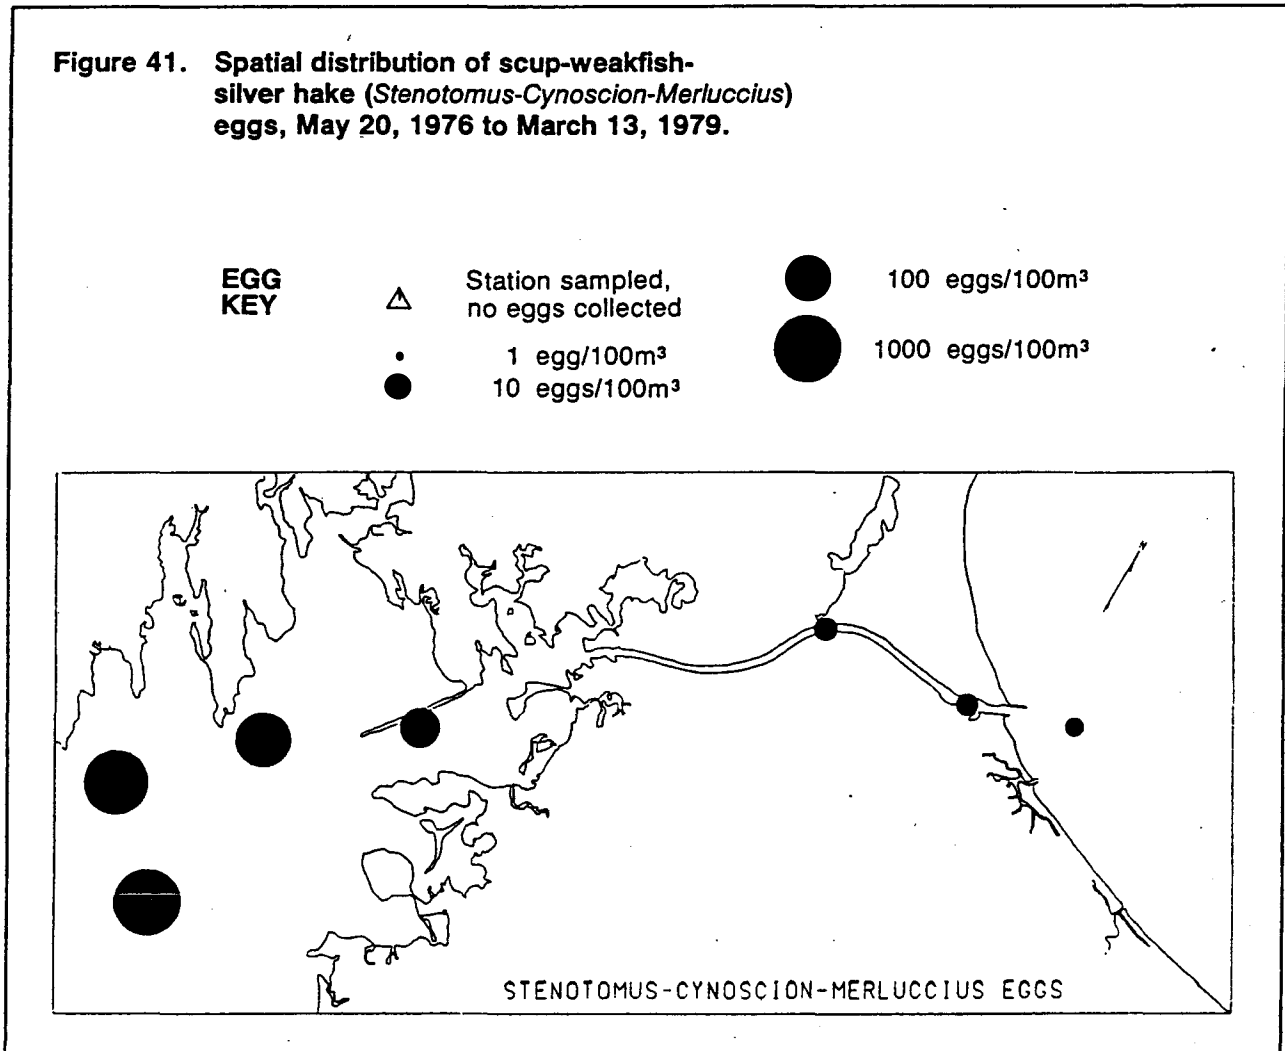 Figure 41. Spatial distribution of scup-weakfish-
silver hake (Stenotomus-Cynoscion-Merluccius)
eggs, May 20, 1976 to March 13, 1979.
EGG
KEY
Station sampled,
no eggs collected
1 egg/100m³
10 eggs/100m³
100 eggs/100m³
1000 eggs/100m³
N
STENOTOMUS-CYNOSCION-MERLUCCIUS EGGS